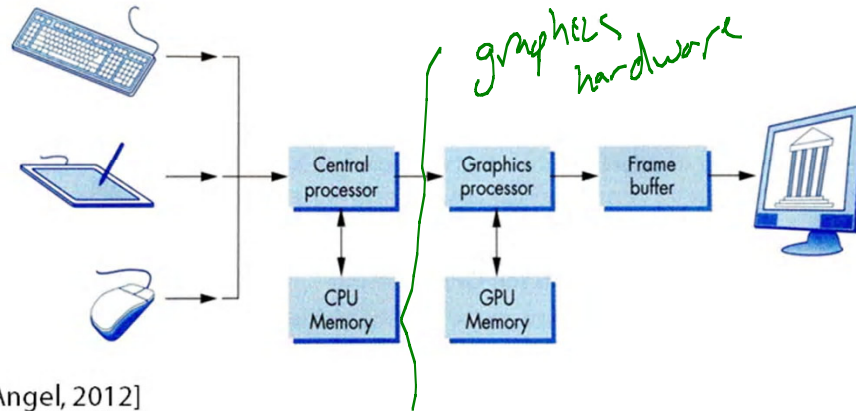 graphics
hardware
Central
processor
Graphics
processor
Frame
buffer
CPU
Memory
GPU
Memory
Angel, 2012]